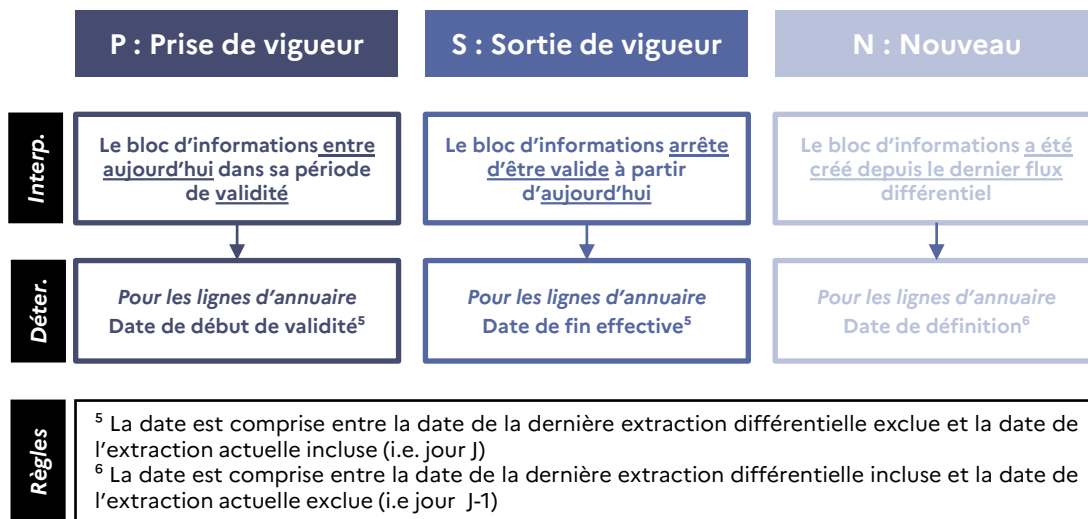 P : Prise de vigueur
S : Sortie de vigueur
N : Nouveau
Interp.
Le bloc d'informations entre
aujourd'hui dans sa période
de validité
Le bloc d'informations arrête
d'être valide à partir
d'aujourd'hui
Le bloc d'informations a été
créé depuis le dernier flux
différentiel
Déter.
Pour les lignes d'annuaire
Date de début de validité⁵
Pour les lignes d'annuaire
Date de fin effective⁵
Pour les lignes d'annuaire
Date de définition⁶
Règles
⁵ La date est comprise entre la date de la dernière extraction différentielle exclue et la date de
l'extraction actuelle incluse (i.e. jour J)
⁶ La date est comprise entre la date de la dernière extraction différentielle incluse et la date de
l'extraction actuelle exclue (i.e jour J-1)